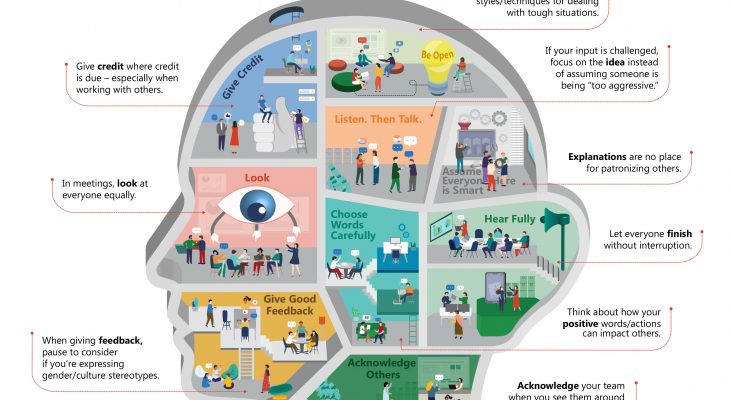 styles/techniques for dealing
with tough situations.
Give credit where credit
is due – especially when
working with others.
Give Credit
Be Open
If your input is challenged,
focus on the idea instead
of assuming someone is
being “too aggressive.”
Listen. Then Talk.
Assume
Everyone Here
is Smart
Explanations are no place
for patronizing others.
In meetings, look at
everyone equally.
Look
Choose
Words
Carefully
Hear Fully
Let everyone finish
without interruption.
Give Good
Feedback
Think about how your
positive words/actions
can impact others.
When giving feedback,
pause to consider
if you’re expressing
gender/culture stereotypes.
Acknowledge
Others
Acknowledge your team
when you see them around